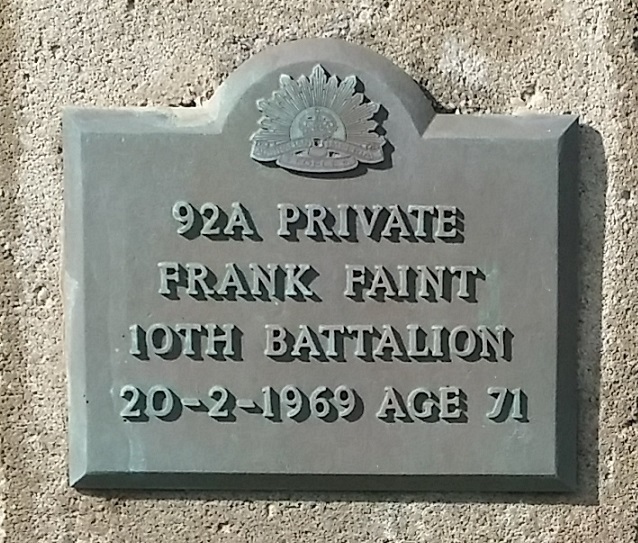 92A PRIVATE
FRANK FAINT
10TH BATTALION
20-2-1969 AGE 71